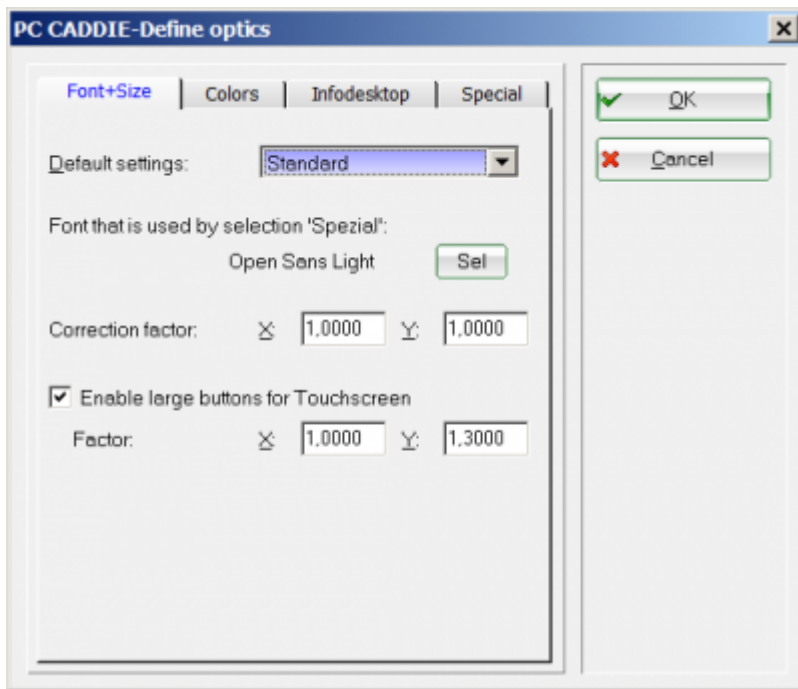 PC CADDIE-Define optics
Font+Size Colors Infodesktop Special
OK
Cancel
Default settings: Standard
Font that is used by selection 'Spezial':
Open Sans Light Sel
Correction factor: X: 1,0000 Y: 1,0000
Enable large buttons for Touchscreen
Factor: X: 1,0000 Y: 1,3000